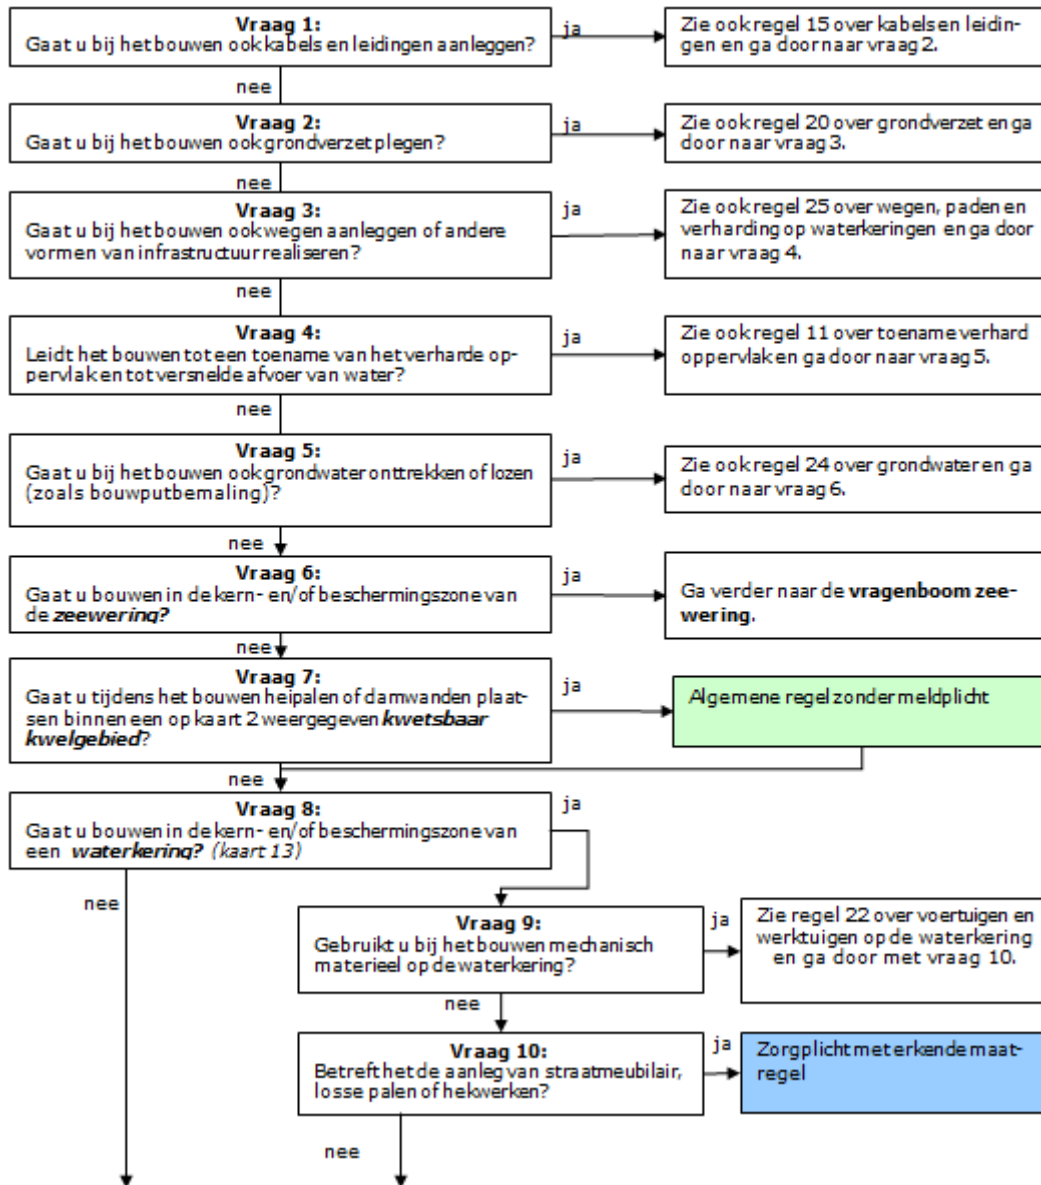 Vraag 1:
Gaat u bij het bouwen ook kabels en leidingen aanleggen?
ja
Zie ook regel 15 over kabels en leidin-
gen en ga door naar vraag 2.
nee
Vraag 2:
Gaat u bij het bouwen ook grondverzet plegen?
ja
Zie ook regel 20 over grondverzet en ga
door naar vraag 3.
nee
Vraag 3:
Gaat u bij het bouwen ook wegen aanleggen of andere
vormen van infrastructuur realiseren?
ja
Zie ook regel 25 over wegen, paden en
verharding op waterkeringen en ga door
naar vraag 4.
nee
Vraag 4:
Leidt het bouwen tot een toename van het verharde op-
pervlak en tot versnelde afvoer van water?
ja
Zie ook regel 11 over toename verhard
oppervlak en ga door naar vraag 5.
nee
Vraag 5:
Gaat u bij het bouwen ook grondwater onttrekken of lozen
(zoals bouwputbemaling)?
ja
Zie ook regel 24 over grondwater en ga
door naar vraag 6.
nee
Vraag 6:
Gaat u bouwen in de kern- en/of beschermingszone van
de zeewering?
ja
Ga verder naar de vragenboom zee-
wering.
nee
Vraag 7:
Gaat u tijdens het bouwen heipalen of damwanden plaat-
sen binnen een op kaart 2 weergegeven kwetsbaar
kwelgebied?
ja
Algemene regel zonder meldplicht
nee
Vraag 8:
Gaat u bouwen in de kern- en/of beschermingszone van
een waterkering? (kaart 13)
ja
nee
Vraag 9:
Gebruikt u bij het bouwen mechanisch
materieel op de waterkering?
ja
Zie regel 22 over voertuigen en
werktuigen op de waterkering
en ga door met vraag 10.
nee
Vraag 10:
Betreft het de aanleg van straatmeubilair,
losse palen of hekwerken?
ja
Zorgplicht met erkende maat-
regel
nee